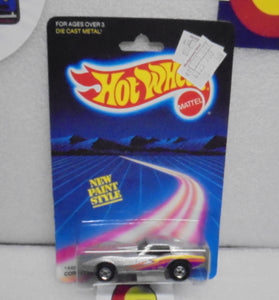 FOR AGES OVER 3
DIE CAST METAL!
HOT WHEELS
MATTEL
NEW
PAINT
STYLE